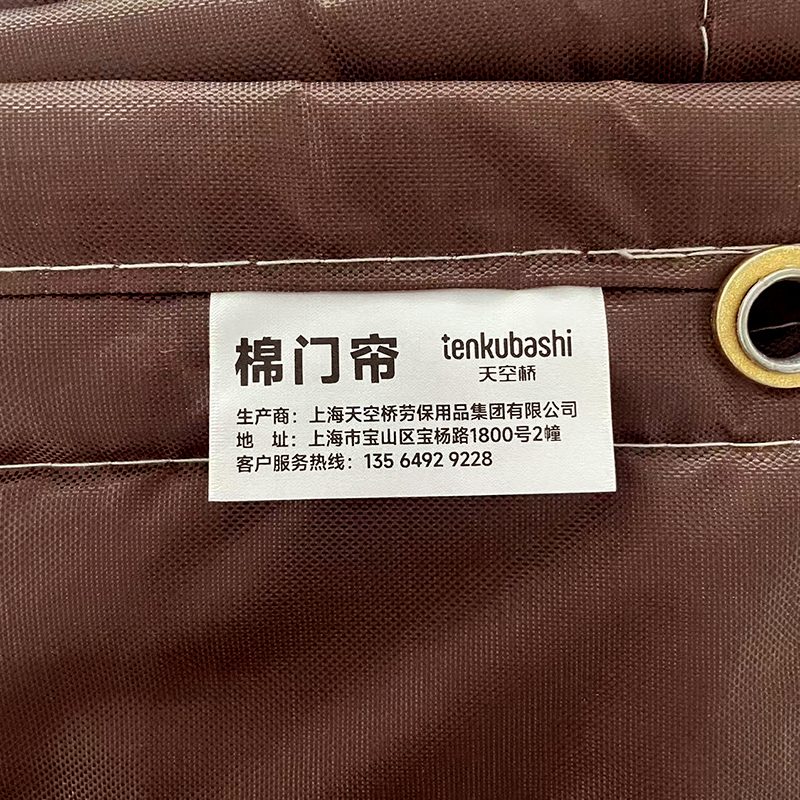 棉门帘 tenkubashi
天空桥
生产商：上海天空桥劳保用品集团有限公司
地 址：上海市宝山区宝杨路1800号2幢
客户服务热线：135 6492 9228